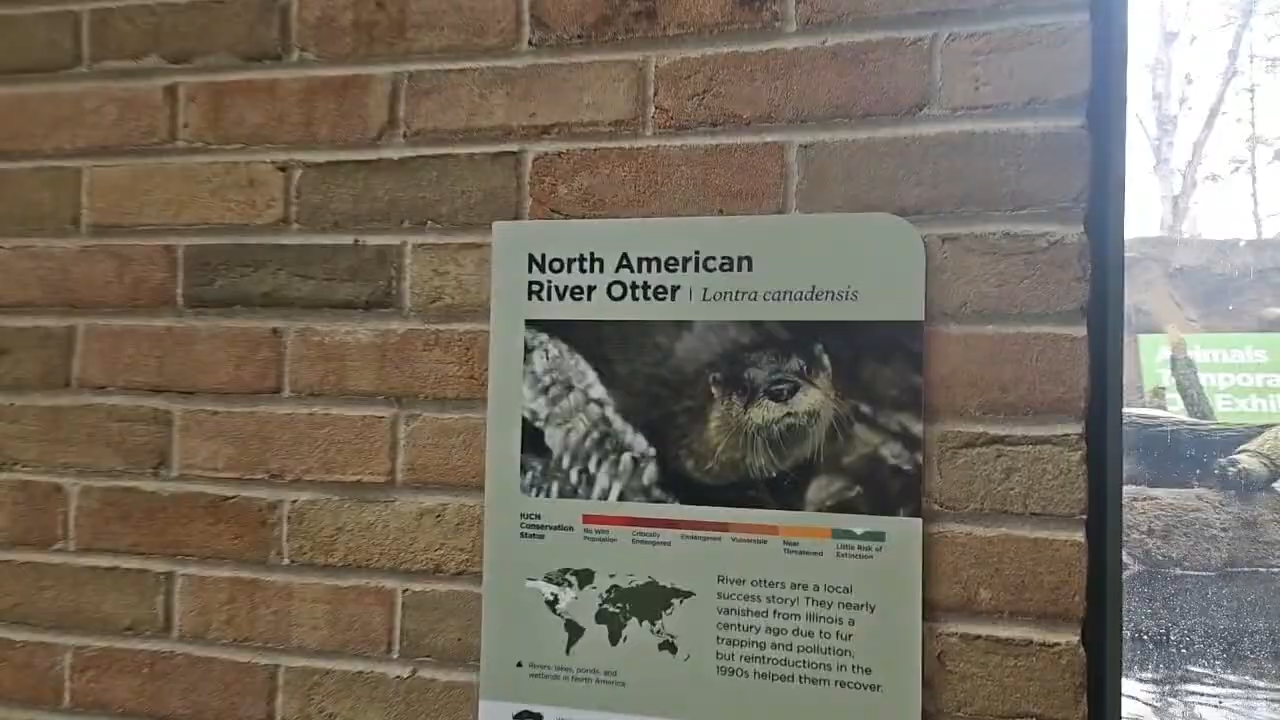 North American
River Otter | Lontra canadensis
IUCN
Conservation
Status
No Wild
Population
Critically
Endangered
Endangered
Vulnerable
Near
Threatened
Little Risk of
Extinction
River otters are a local
success story! They nearly
vanished from Illinois a
century ago due to fur
trapping and pollution,
but reintroductions in the
1990s helped them recover.
Rivers, lakes, ponds, and
wetlands in North America
Animals
Exhi